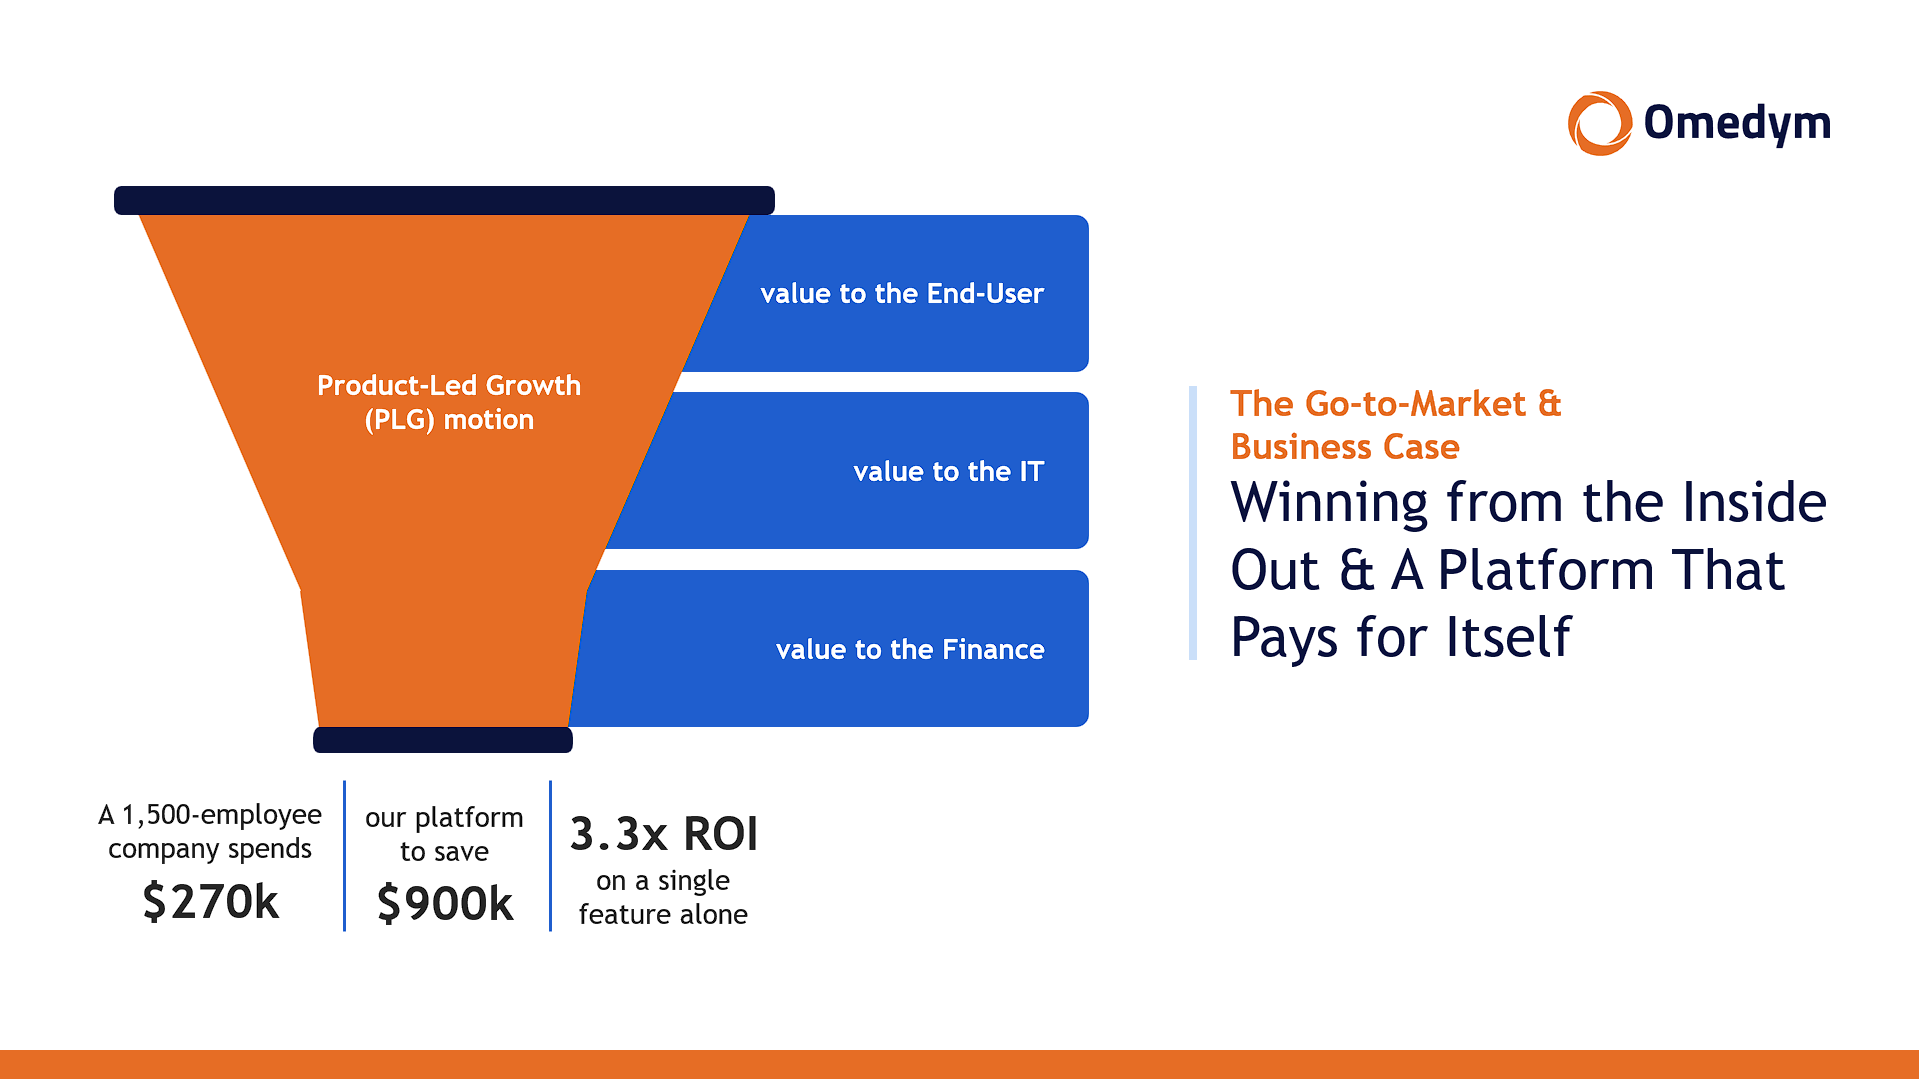 Omedym
Product-Led Growth
(PLG) motion
value to the End-User
value to the IT
value to the Finance
The Go-to-Market &
Business Case
Winning from the Inside
Out & A Platform That
Pays for Itself
A 1,500-employee
company spends
$270k
our platform
to save
$900k
3.3x ROI
on a single
feature alone